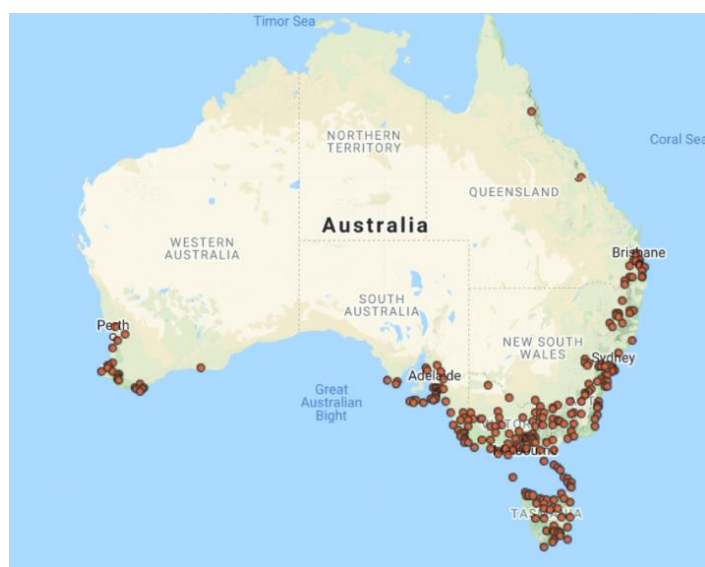 Timor Sea
NORTHERN
TERRITORY
Coral Sea
QUEENSLAND
Australia
WESTERN
AUSTRALIA
Brisbane
SOUTH
AUSTRALIA
Perth
NEW SOUTH
WALES
Sydney
Adelaide
Great
Australian
Bight